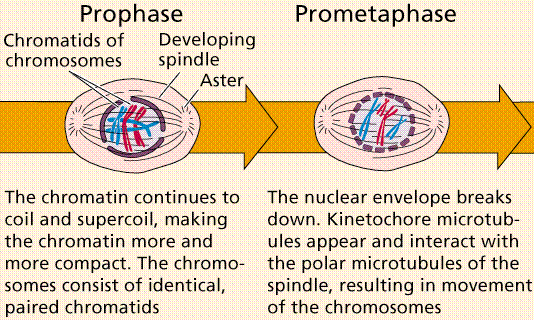 Prophase
Chromatids of
chromosomes
Developing
spindle
Aster
The chromatin continues to
coil and supercoil, making
the chromatin more and
more compact. The chromo-
somes consist of identical,
paired chromatids
Prometaphase
The nuclear envelope breaks
down. Kinetochore microtub-
ules appear and interact with
the polar microtubules of the
spindle, resulting in movement
of the chromosomes